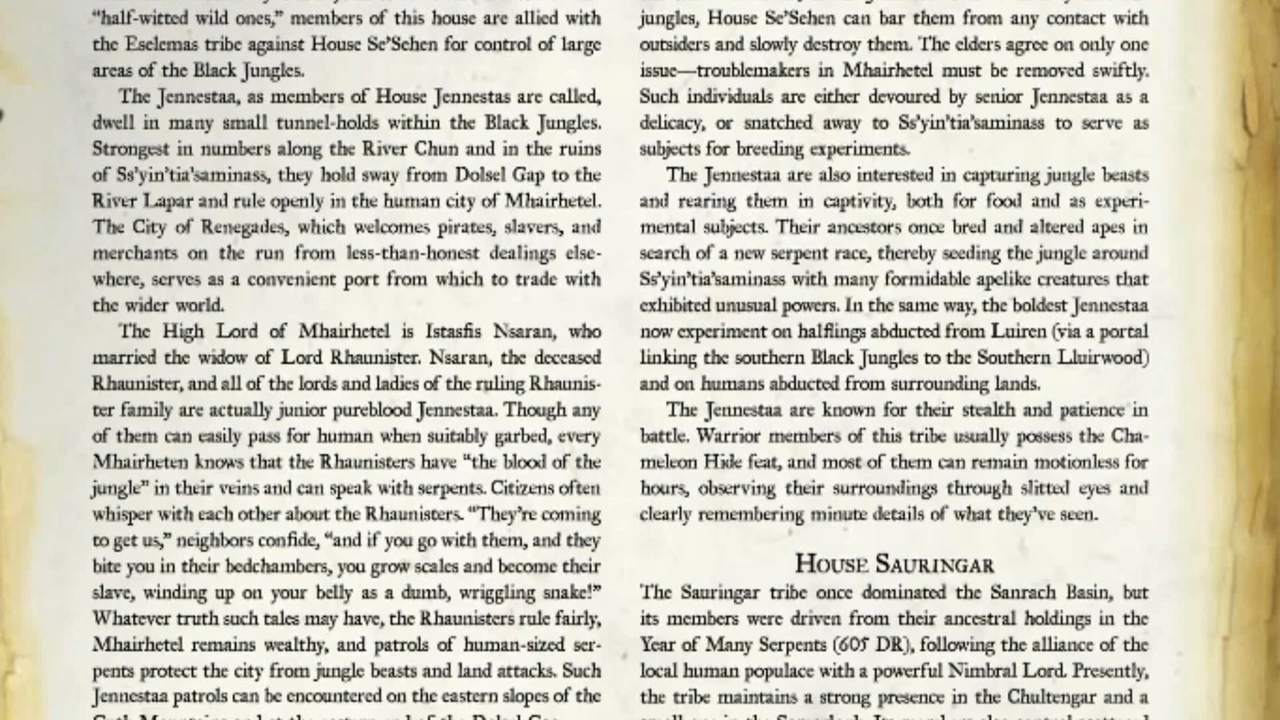 "half-witted wild ones," members of this house are allied with
the Eselemas tribe against House Se'Sehen for control of large
areas of the Black Jungles.
The Jennestaa, as members of House Jennestas are called,
dwell in many small tunnel-holds within the Black Jungles.
Strongest in numbers along the River Chun and in the ruins
of Ss'yin'tia'saminass, they hold sway from Dolsel Gap to the
River Lapar and rule openly in the human city of Mhairhetel.
The City of Renegades, which welcomes pirates, slavers, and
merchants on the run from less-than-honest dealings else-
where, serves as a convenient port from which to trade with
the wider world.
The High Lord of Mhairhetel is Istasfis Nsaran, who
married the widow of Lord Rhaunister. Nsaran, the deceased
Rhaunister, and all of the lords and ladies of the ruling Rhaunis-
ter family are actually junior pureblood Jennestaa. Though any
of them can easily pass for human when suitably garbed, every
Mhairheten knows that the Rhaunisters have "the blood of the
jungle" in their veins and can speak with serpents. Citizens often
whisper with each other about the Rhaunisters. "They're coming
to get us," neighbors confide, "and if you go with them, and they
bite you in their bedchambers, you grow scales and become their
slave, winding up on your belly as a dumb, wriggling snake!"
Whatever truth such tales may have, the Rhaunisters rule fairly,
Mhairhetel remains wealthy, and patrols of human-sized ser-
pents protect the city from jungle beasts and land attacks. Such
Jennestaa patrols can be encountered on the eastern slopes of the
jungles, House Se'Sehen can bar them from any contact with
outsiders and slowly destroy them. The elders agree on only one
issue—troublemakers in Mhairhetel must be removed swiftly.
Such individuals are either devoured by senior Jennestaa as a
delicacy, or snatched away to Ss'yin'tia'saminass to serve as
subjects for breeding experiments.
The Jennestaa are also interested in capturing jungle beasts
and rearing them in captivity, both for food and as experi-
mental subjects. Their ancestors once bred and altered apes in
search of a new serpent race, thereby seeding the jungle around
Ss'yin'tia'saminass with many formidable apelike creatures that
exhibited unusual powers. In the same way, the boldest Jennestaa
now experiment on halflings abducted from Luiren (via a portal
linking the southern Black Jungles to the Southern Lluirwood)
and on humans abducted from surrounding lands.
The Jennestaa are known for their stealth and patience in
battle. Warrior members of this tribe usually possess the Cha-
meleon Hide feat, and most of them can remain motionless for
hours, observing their surroundings through slitted eyes and
clearly remembering minute details of what they've seen.
House Sauringar
The Sauringar tribe once dominated the Sanrach Basin, but
its members were driven from their ancestral holdings in the
Year of Many Serpents (605 DR), following the alliance of the
local human populace with a powerful Nimbral Lord. Presently,
the tribe maintains a strong presence in the Chultengar and a